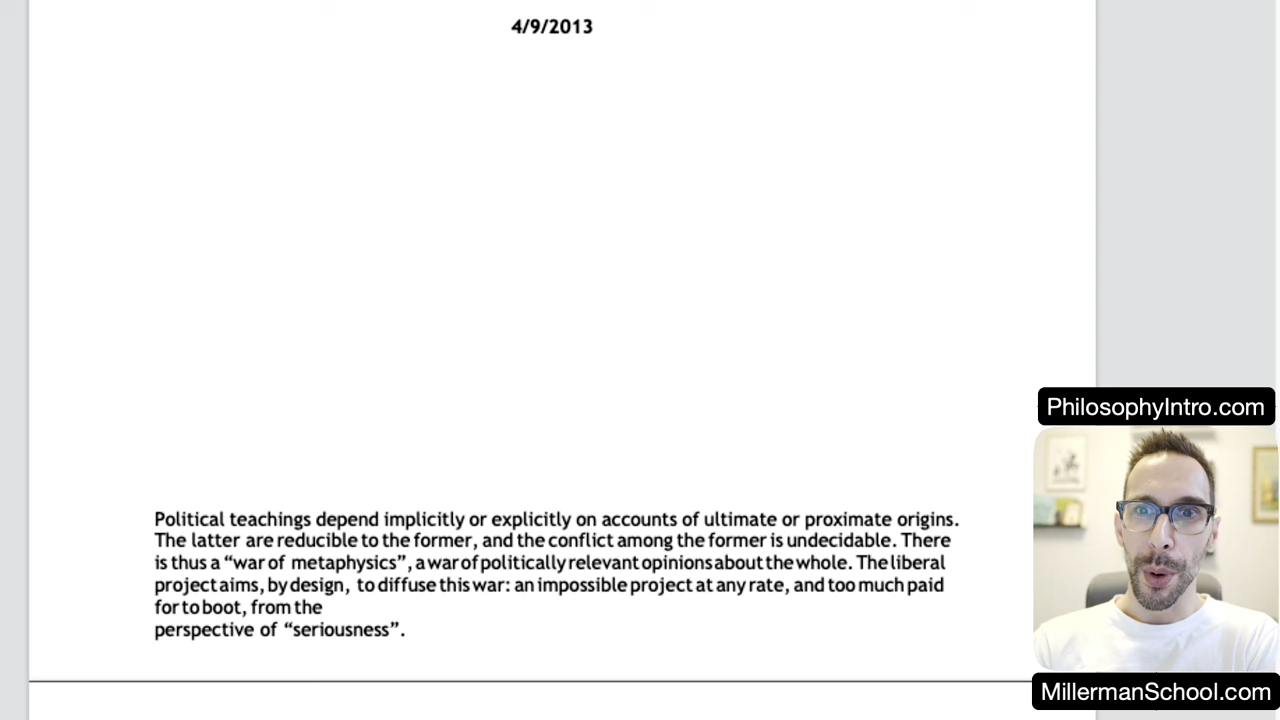 4/9/2013
Political teachings depend implicitly or explicitly on accounts of ultimate or proximate origins.
The latter are reducible to the former, and the conflict among the former is undecidable. There
is thus a “war of metaphysics”, a war of politically relevant opinions about the whole. The liberal
project aims, by design, to diffuse this war: an impossible project at any rate, and too much paid
for to boot, from the
perspective of “seriousness”.
PhilosophyIntro.com
MillermanSchool.com